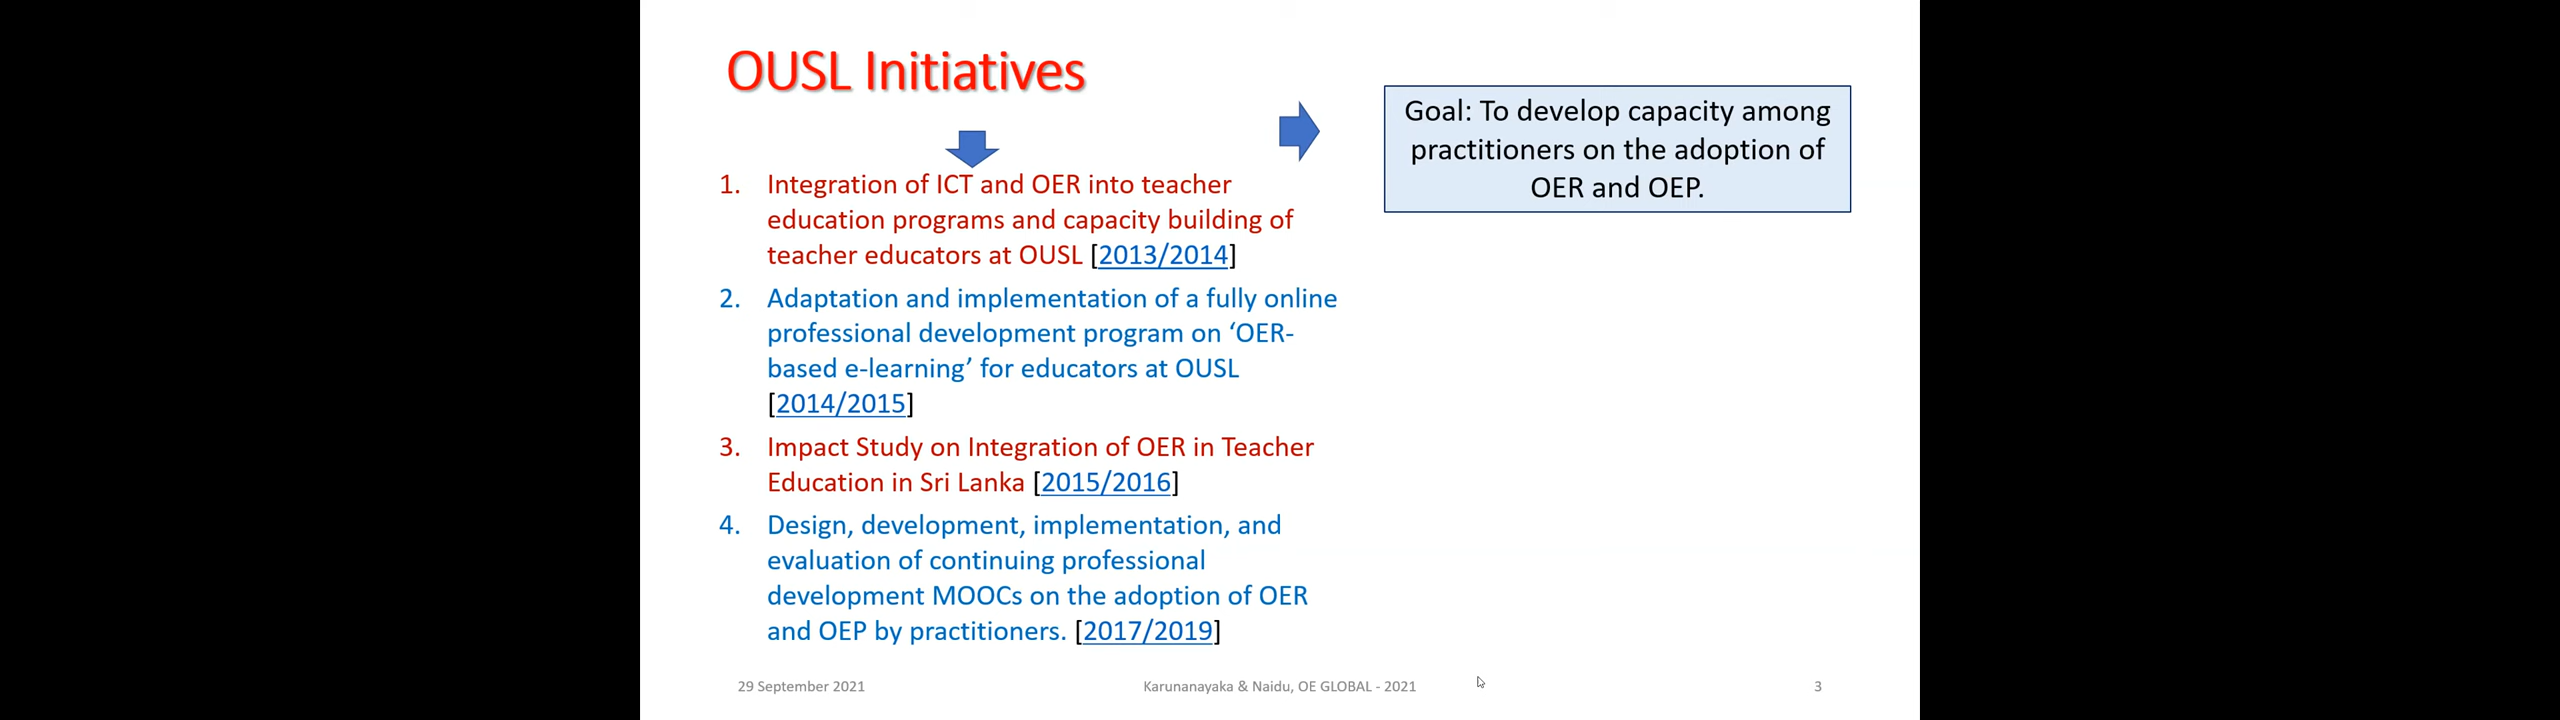 OUSL Initiatives
Goal: To develop capacity among
practitioners on the adoption of
OER and OEP.
1. Integration of ICT and OER into teacher
education programs and capacity building of
teacher educators at OUSL [2013/2014]
2. Adaptation and implementation of a fully online
professional development program on ‘OER-
based e-learning’ for educators at OUSL
[2014/2015]
3. Impact Study on Integration of OER in Teacher
Education in Sri Lanka [2015/2016]
4. Design, development, implementation, and
evaluation of continuing professional
development MOOCs on the adoption of OER
and OEP by practitioners. [2017/2019]
29 September 2021
Karunanayaka & Naidu, OE GLOBAL - 2021
3